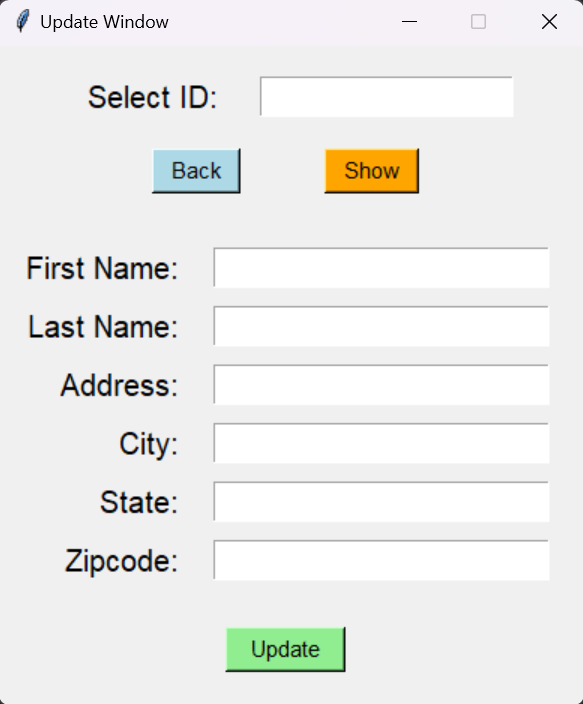 Update Window
Select ID:
Back Show
First Name:
Last Name:
Address:
City:
State:
Zipcode:
Update